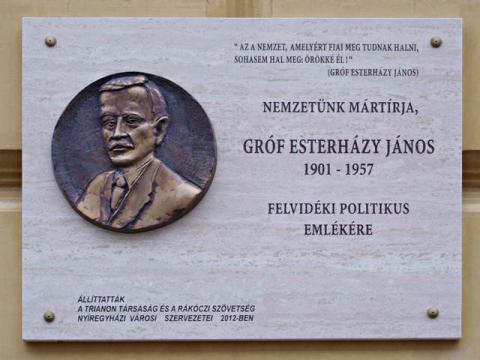 " AZ A NEMZET, AMELYÉRT FIAI MEG TUDNAK HALNI,
SOHASEM HAL MEG: ÖRÖKKÉ ÉL !"
(GRÓF ESTERHÁZY JÁNOS)
NEMZETÜNK MÁRTÍRJA,
GRÓF ESTERHÁZY JÁNOS
1901 - 1957
FELVIDÉKI POLITIKUS
EMLÉKÉRE
ÁLLÍTTATTÁK
A TRIANON TÁRSASÁG ÉS A RÁKÓCZI SZÖVETSÉG
NYÍREGYHÁZI VÁROSI SZERVEZETEI 2012-BEN